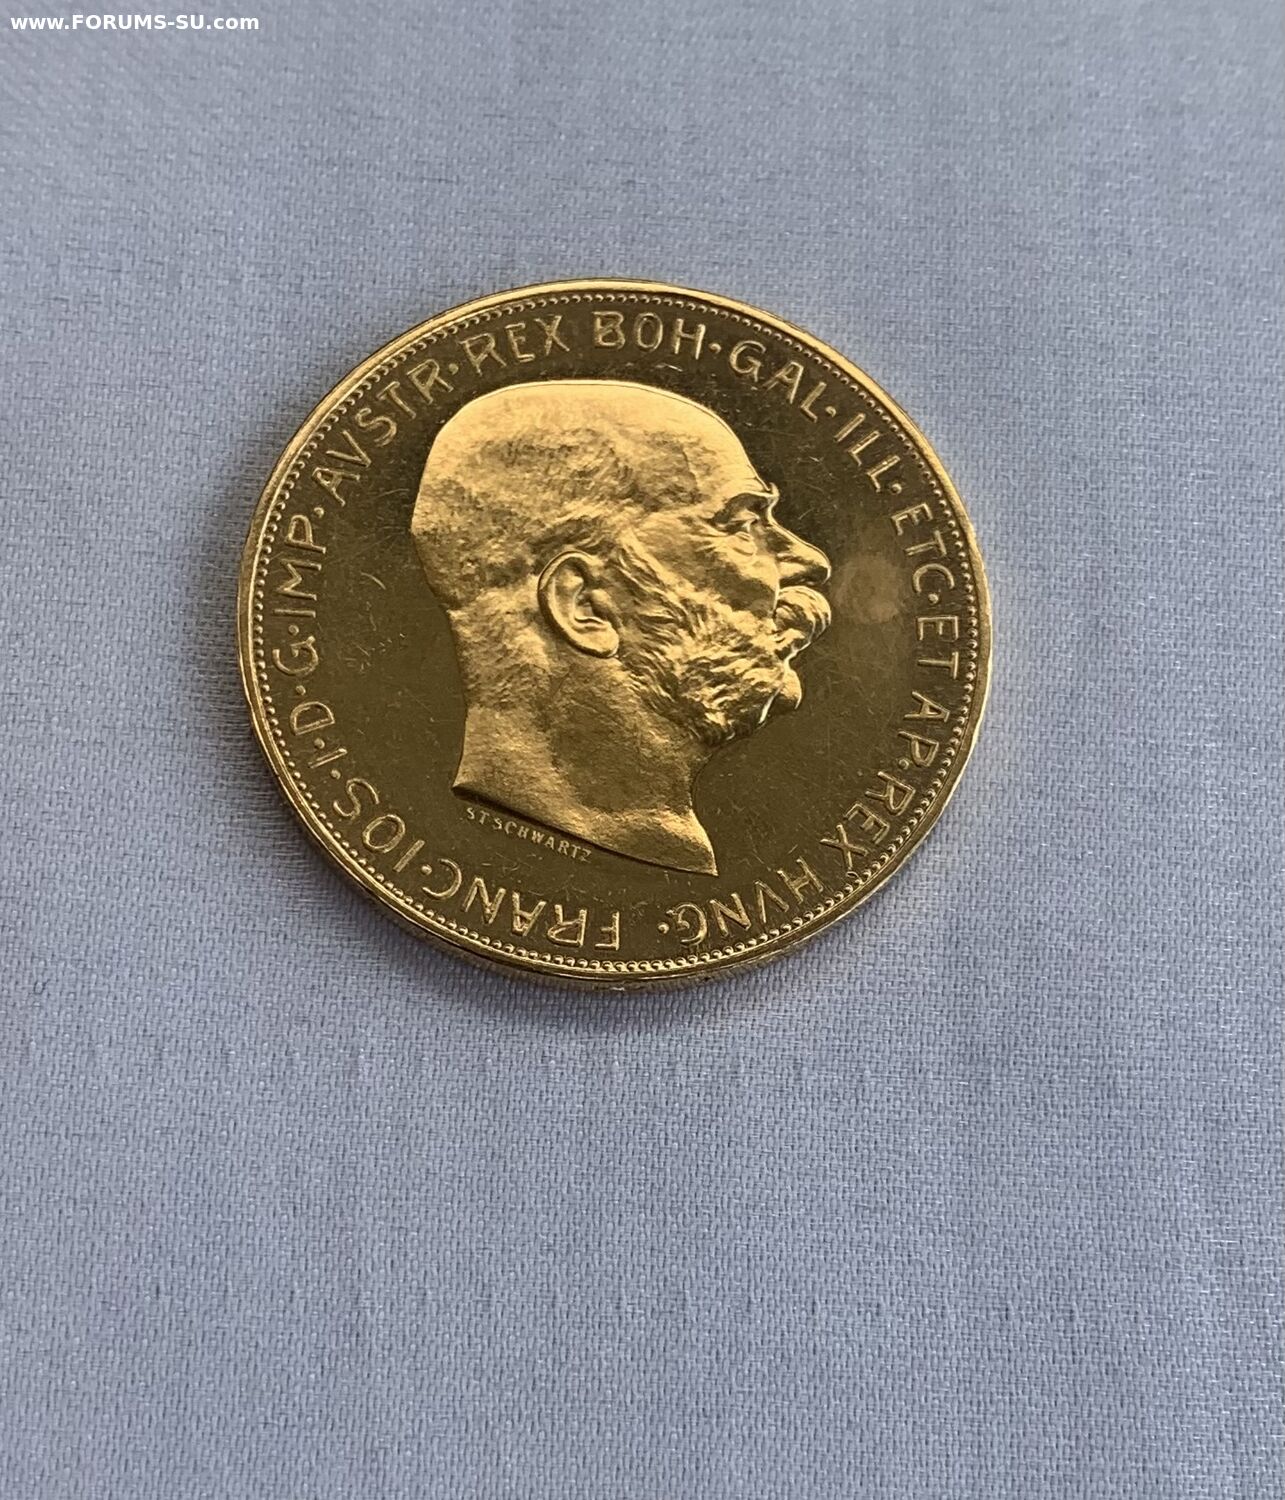 www.FORUMS-SU.com
FRANC·IOS·I·D·G·IMP·AVSTR·REX BOH·GAL·ILL·ETC·ET AP·REX HVNG·
ST SCHWARTZ